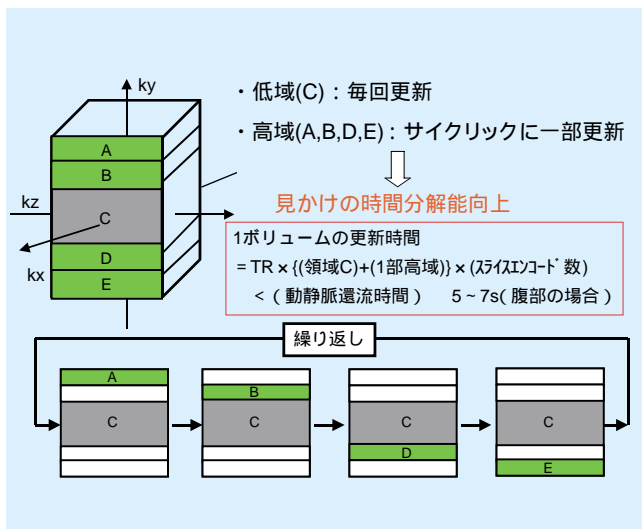 ky
・低域(C)：毎回更新
・高域(A,B,D,E)：サイクリックに一部更新
見かけの時間分解能向上
A
B
kz
C
D
kx
E
1ボリュームの更新時間
= TR × {(領域C)+(1部高域)} × (ｽﾗｲｽｴﾝｺｰﾄﾞ数)
<（動静脈還流時間） 5 ~ 7s(腹部の場合）
繰り返し
A
C
B
C
C
D
C
E